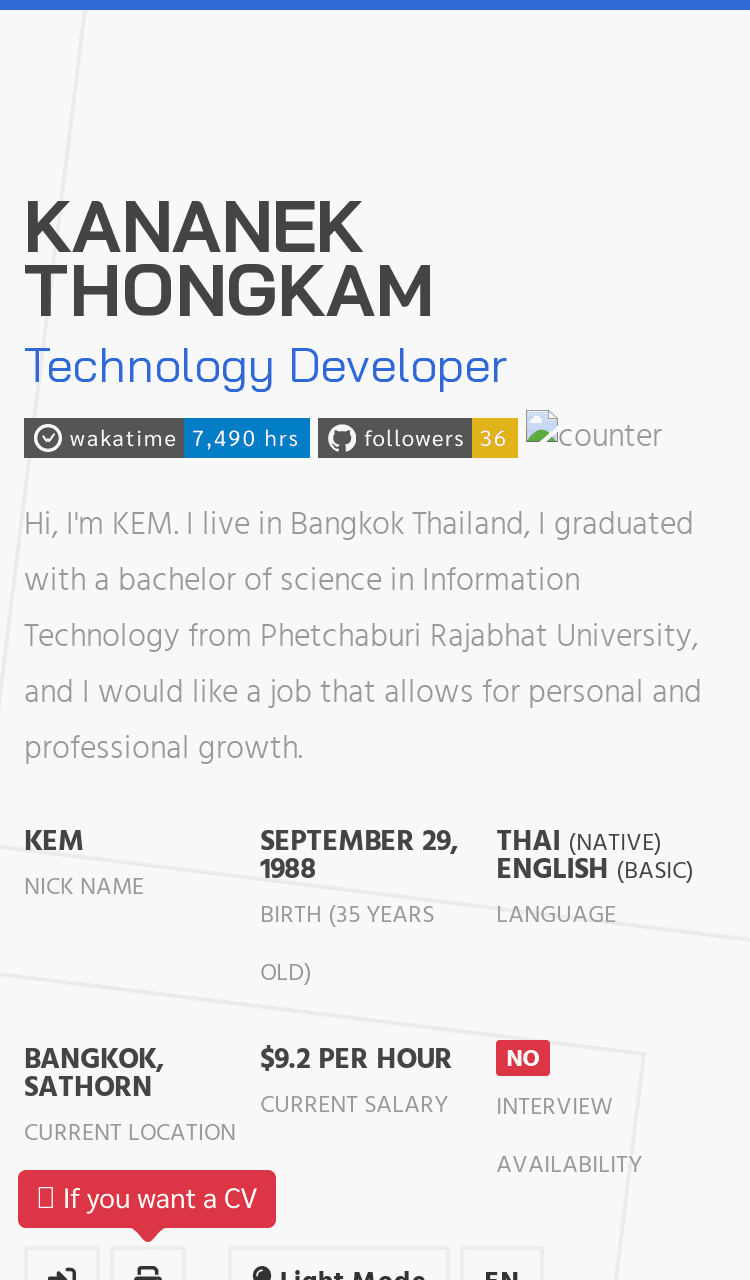 KANANEK
THONGKAM
Technology Developer
wakatime 7,490 hrs followers 36 counter
Hi, I'm KEM. I live in Bangkok Thailand, I graduated
with a bachelor of science in Information
Technology from Phetchaburi Rajabhat University,
and I would like a job that allows for personal and
professional growth.
KEM
NICK NAME
SEPTEMBER 29,
1988
BIRTH (35 YEARS
OLD)
THAI (NATIVE)
ENGLISH (BASIC)
LANGUAGE
BANGKOK,
SATHORN
CURRENT LOCATION
$9.2 PER HOUR
CURRENT SALARY
NO
INTERVIEW
AVAILABILITY
If you want a CV
Light Mode EN